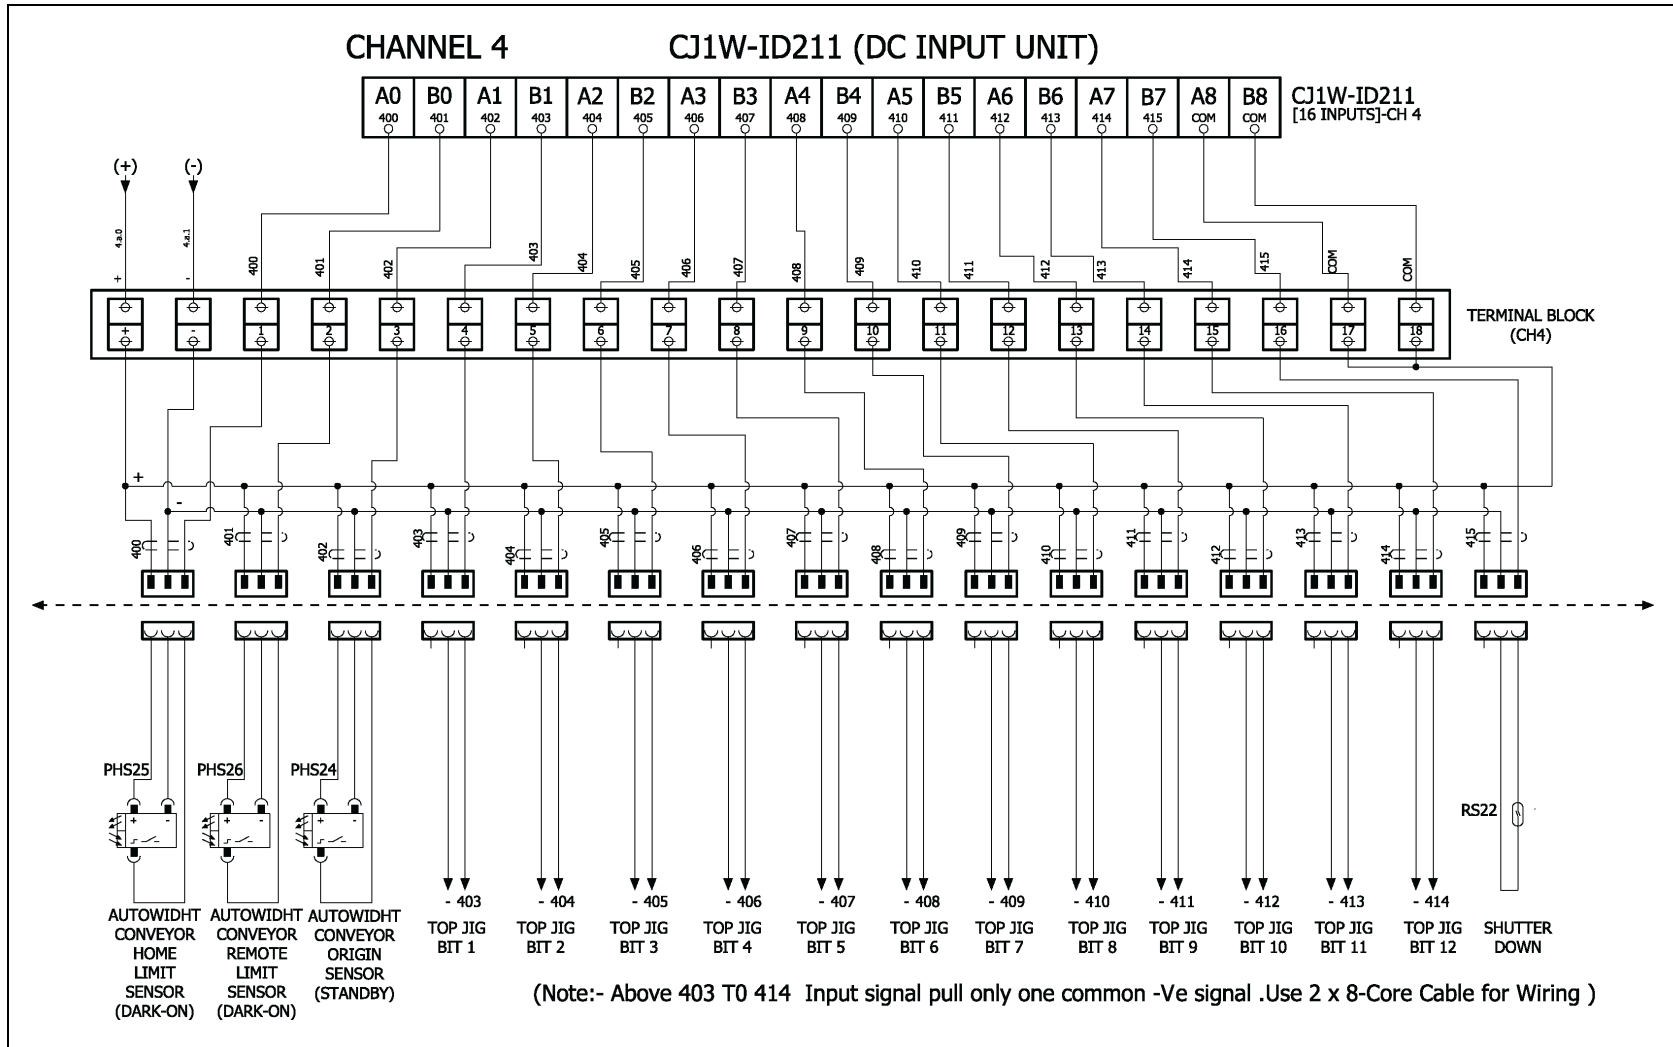 CHANNEL 4 CJ1W-ID211 (DC INPUT UNIT)
A0 B0 A1 B1 A2 B2 A3 B3 A4 B4 A5 B5 A6 B6 A7 B7 A8 B8
400 401 402 403 404 405 406 407 408 409 410 411 412 413 414 415 COM COM
CJ1W-ID211
[16 INPUTS]-CH 4
(+) (-)
4.a.0 4.a.1 400 401 402 403 404 405 406 407 408 409 410 411 412 413 414 415 COM COM
+ -
+ - 1 2 3 4 5 6 7 8 9 10 11 12 13 14 15 16 17 18
TERMINAL BLOCK
(CH4)
+
-
400 401 402 403 404 405 406 407 408 409 410 411 412 413 414 415
PHS25 PHS26 PHS24
+ - + - + -
RS22
- 403 - 404 - 405 - 406 - 407 - 408 - 409 - 410 - 411 - 412 - 413 - 414
AUTOWIDHT
CONVEYOR
HOME
LIMIT
SENSOR
(DARK-ON)
AUTOWIDHT
CONVEYOR
REMOTE
LIMIT
SENSOR
(DARK-ON)
AUTOWIDHT
CONVEYOR
ORIGIN
SENSOR
(STANDBY)
TOP JIG
BIT 1
TOP JIG
BIT 2
TOP JIG
BIT 3
TOP JIG
BIT 4
TOP JIG
BIT 5
TOP JIG
BIT 6
TOP JIG
BIT 7
TOP JIG
BIT 8
TOP JIG
BIT 9
TOP JIG
BIT 10
TOP JIG
BIT 11
TOP JIG
BIT 12
SHUTTER
DOWN
(Note:- Above 403 T0 414 Input signal pull only one common -Ve signal .Use 2 x 8-Core Cable for Wiring )